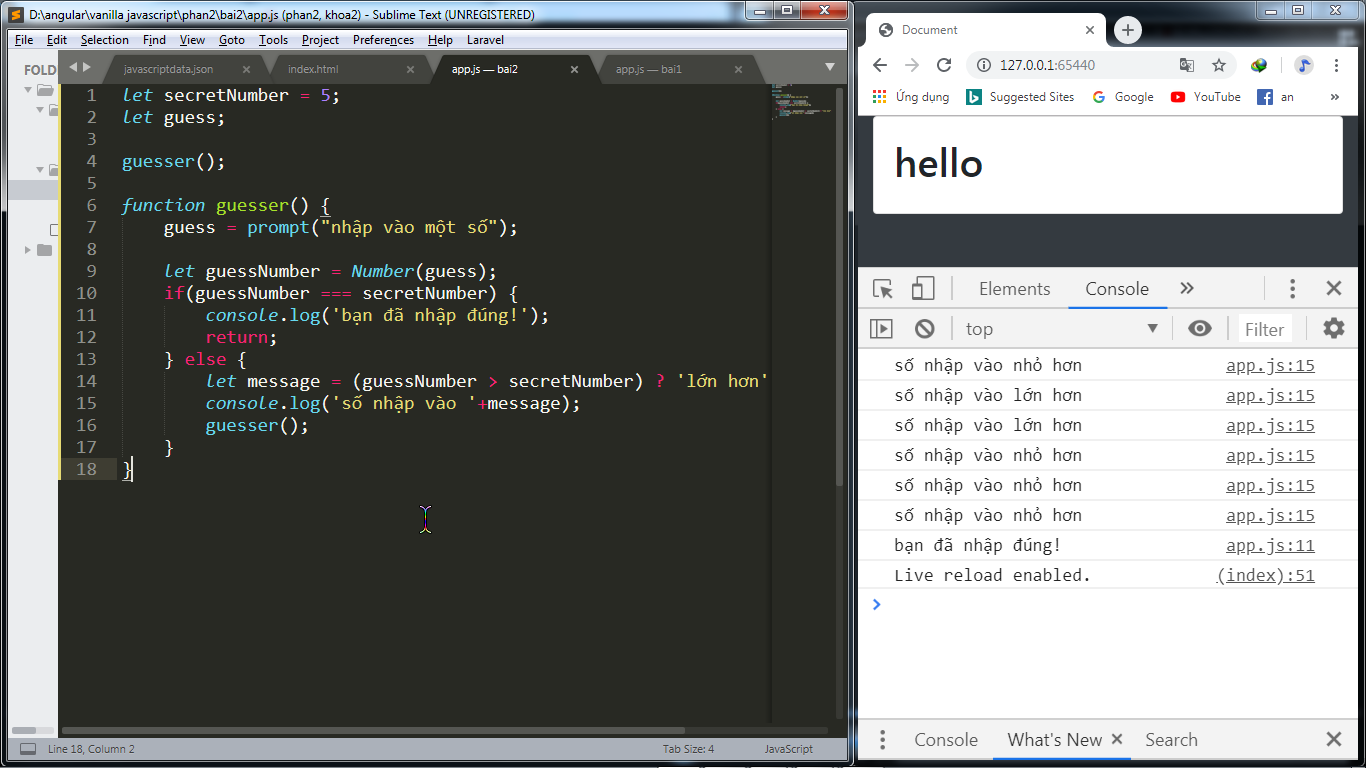 D:\angular\vanilla javascript\phan2\bai2\app.js (phan2, khoa2) - Sublime Text (UNREGISTERED)
File Edit Selection Find View Goto Tools Project Preferences Help Laravel
FOLD
javascriptdata.json index.html app.js — bai2 app.js — bai1
1 let secretNumber = 5;
2 let guess;
3
4 guesser();
5
6 function guesser() {
7 guess = prompt("nhập vào một số");
8
9 let guessNumber = Number(guess);
10 if(guessNumber === secretNumber) {
11 console.log('bạn đã nhập đúng!');
12 return;
13 } else {
14 let message = (guessNumber > secretNumber) ? 'lớn hơn'
15 console.log('số nhập vào '+message);
16 guesser();
17 }
18 }
Line 18, Column 2 Tab Size: 4 JavaScript
Document
127.0.0.1:65440
Ứng dụng Suggested Sites Google YouTube an »
hello
Elements Console »
top Filter
số nhập vào nhỏ hơn app.js:15
số nhập vào lớn hơn app.js:15
số nhập vào lớn hơn app.js:15
số nhập vào nhỏ hơn app.js:15
số nhập vào nhỏ hơn app.js:15
số nhập vào nhỏ hơn app.js:15
bạn đã nhập đúng! app.js:11
Live reload enabled. (index):51
Console What's New Search